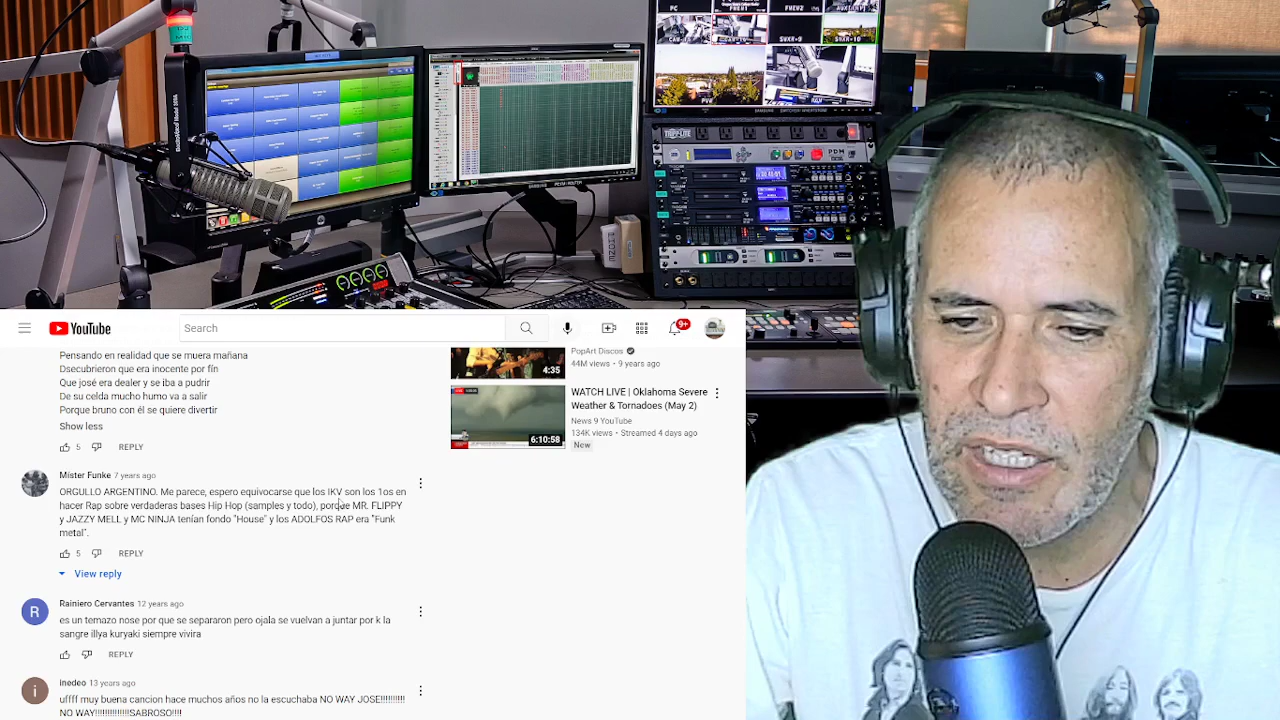 TRIPP·LITE
YouTube
Search
9+
Pensando en realidad que se muera mañana
Dsecubrieron que era inocente por fín
Que josé era dealer y se iba a pudrir
De su celda mucho humo va a salir
Porque bruno con él se quiere divertir
Show less
5 REPLY
Míster Funke 7 years ago
ORGULLO ARGENTINO. Me parece, espero equivocarse que los IKV son los 1os en
hacer Rap sobre verdaderas bases Hip Hop (samples y todo), porque MR. FLIPPY
y JAZZY MELL y MC NINJA tenían fondo "House" y los ADOLFOS RAP era "Funk
metal".
5 REPLY
View reply
R
Rainiero Cervantes 12 years ago
es un temazo nose por que se separaron pero ojala se vuelvan a juntar por k la
sangre illya kuryaki siempre vivira
REPLY
i
inedeo 13 years ago
uffff muy buena cancion hace muchos años no la escuchaba NO WAY JOSE!!!!!!!!!!
NO WAY!!!!!!!!!!!!!!SABROSO!!!!
4:35
PopArt Discos
44M views • 9 years ago
6:10:58
WATCH LIVE | Oklahoma Severe
Weather & Tornadoes (May 2)
News 9 YouTube
134K views • Streamed 4 days ago
New